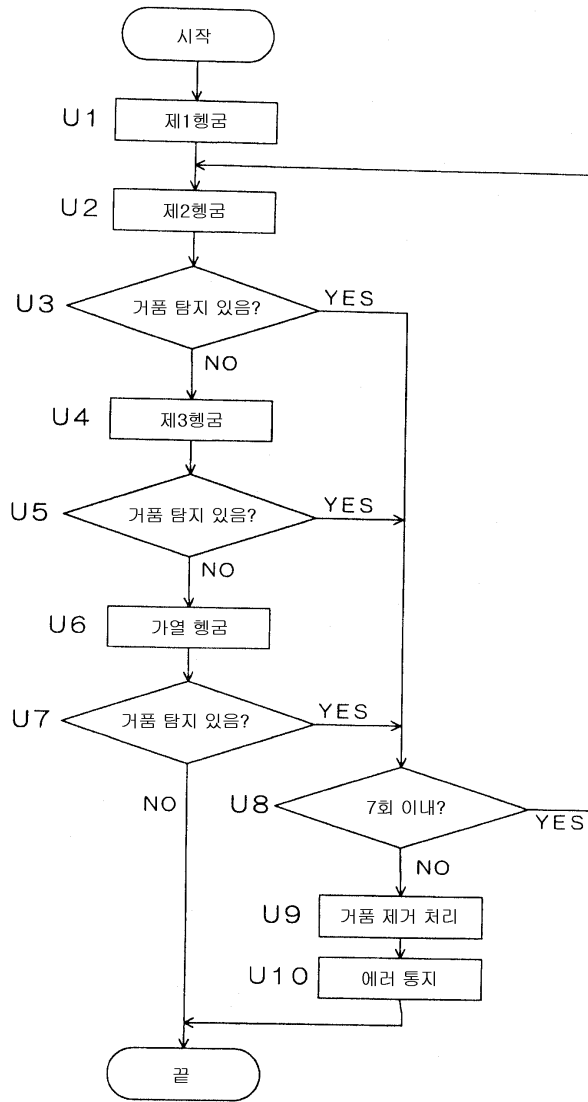 시작
U1
제1헹굼
U2
제2헹굼
U3
거품 탐지 있음?
YES
NO
U4
제3헹굼
U5
거품 탐지 있음?
YES
NO
U6
가열 헹굼
U7
거품 탐지 있음?
YES
NO
U8
7회 이내?
YES
NO
U9
거품 제거 처리
U10
에러 통지
끝